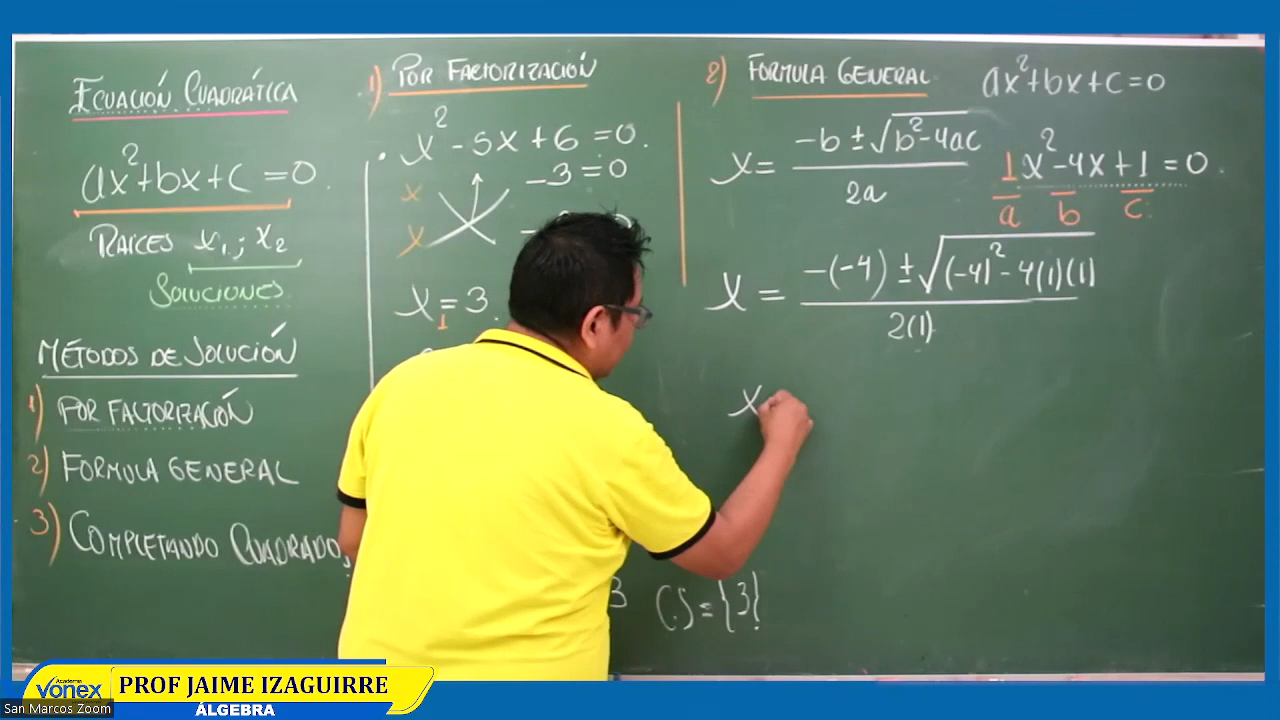 ECUACIÓN CUADRÁTICA
ax²+bx+c=0.
RAICES x₁; x₂
SOLUCIONES.
MÉTODOS DE SOLUCIÓN
1) POR FACTORIZACIÓN
2) FORMULA GENERAL
3) COMPLETANDO CUADRADOS
1) POR FACTORIZACIÓN
x²-5x+6=0.
x -3=0
x
x₁=3.
3 C.S={3}
2) FORMULA GENERAL ax²+bx+c=0
x= -b±√b²-4ac / 2a
1x²-4x+1=0.
a b c
x= -(-4)±√(-4)²-4(1)(1) / 2(1)
x
Academia
vonex
PROF JAIME IZAGUIRRE
ÁLGEBRA
San Marcos Zoom